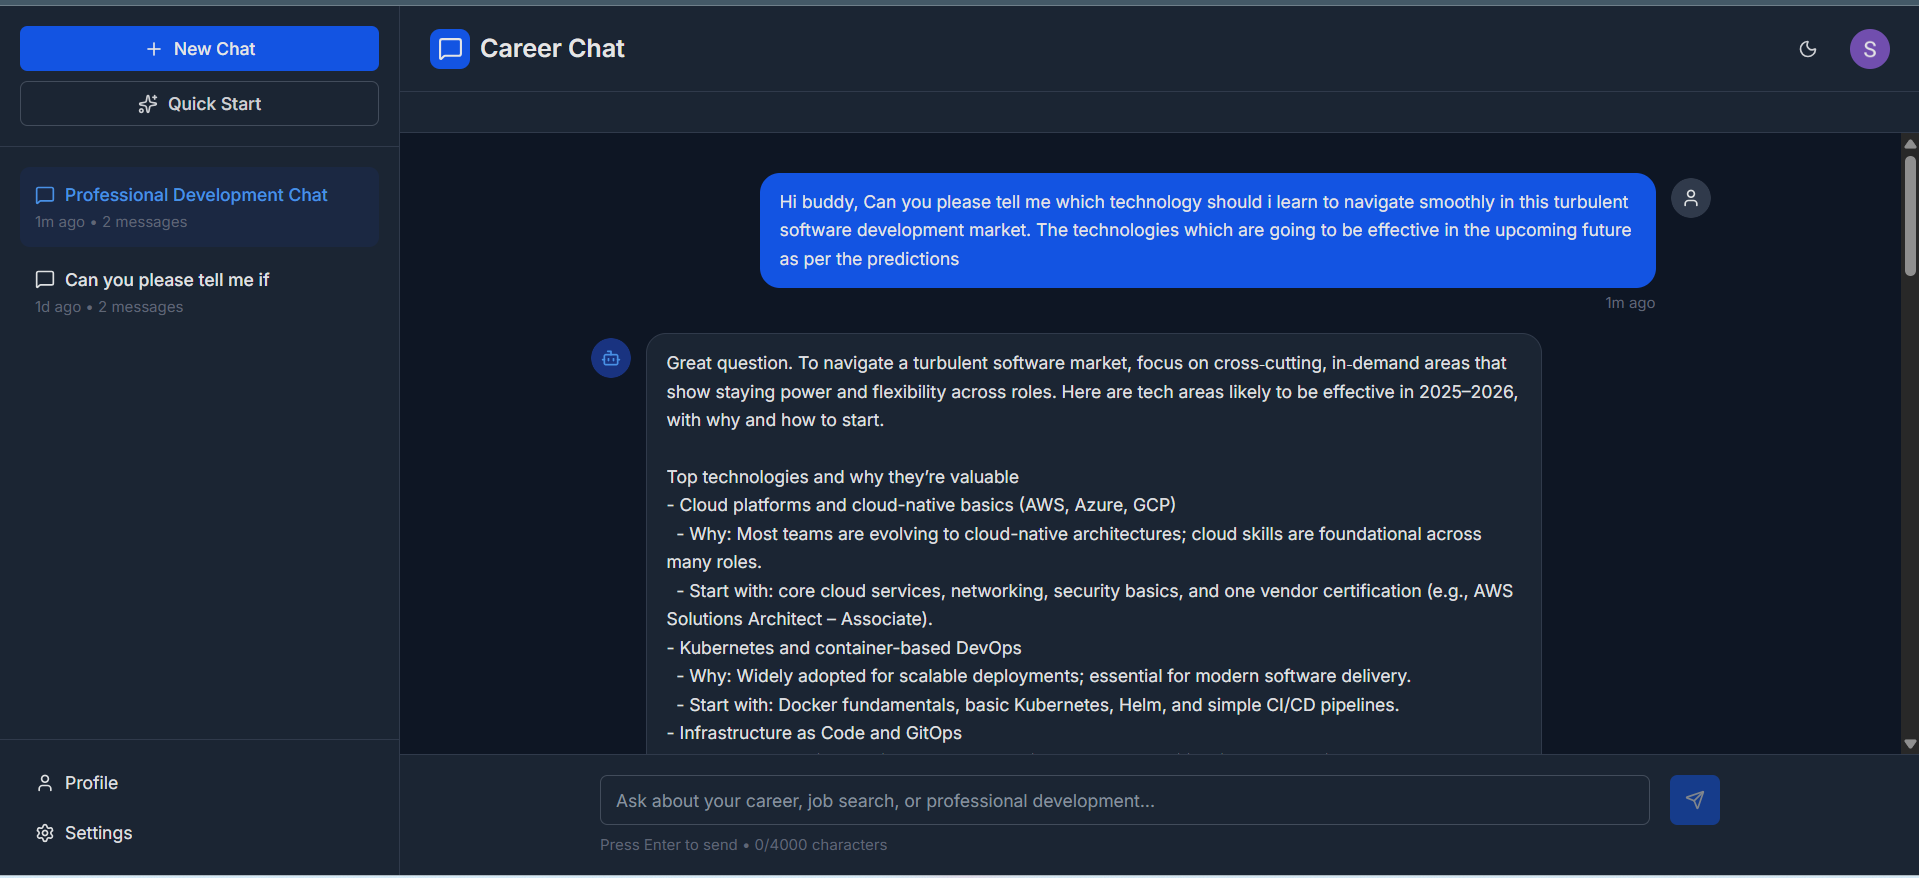 New Chat
Quick Start
Professional Development Chat
1m ago • 2 messages
Can you please tell me if
1d ago • 2 messages
Profile
Settings
Career Chat
S
Hi buddy, Can you please tell me which technology should i learn to navigate smoothly in this turbulent
software development market. The technologies which are going to be effective in the upcoming future
as per the predictions
1m ago
Great question. To navigate a turbulent software market, focus on cross-cutting, in-demand areas that
show staying power and flexibility across roles. Here are tech areas likely to be effective in 2025–2026,
with why and how to start.
Top technologies and why they’re valuable
- Cloud platforms and cloud-native basics (AWS, Azure, GCP)
- Why: Most teams are evolving to cloud-native architectures; cloud skills are foundational across
many roles.
- Start with: core cloud services, networking, security basics, and one vendor certification (e.g., AWS
Solutions Architect – Associate).
- Kubernetes and container-based DevOps
- Why: Widely adopted for scalable deployments; essential for modern software delivery.
- Start with: Docker fundamentals, basic Kubernetes, Helm, and simple CI/CD pipelines.
- Infrastructure as Code and GitOps
Ask about your career, job search, or professional development...
Press Enter to send • 0/4000 characters